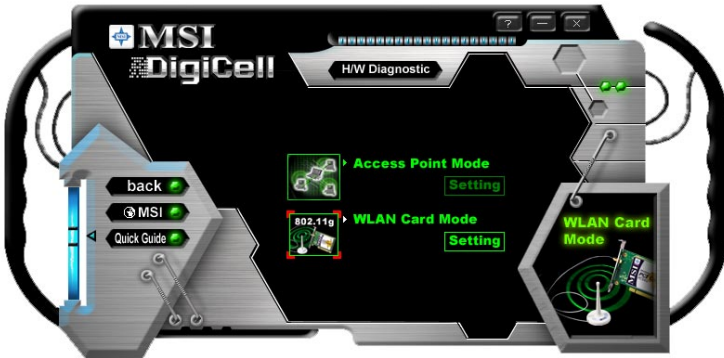 ? — X
MSI
DigiCell
H/W Diagnostic
back
MSI
Quick Guide
Access Point Mode
Setting
802.11g
WLAN Card Mode
Setting
WLAN Card
Mode
MSI